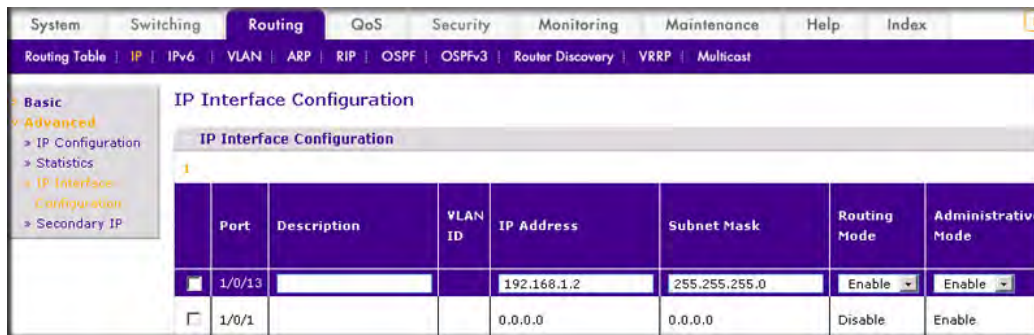 System Switching Routing QoS Security Monitoring Maintenance Help Index
Routing Table | IP | IPv6 | VLAN | ARP | RIP | OSPF | OSPFv3 | Router Discovery | VRRP | Multicast
Basic
Advanced
» IP Configuration
» Statistics
» IP Interface
Configuration
» Secondary IP
IP Interface Configuration
IP Interface Configuration
1
Port Description VLAN ID IP Address Subnet Mask Routing Mode Administrative Mode
1/0/13 192.168.1.2 255.255.255.0 Enable Enable
1/0/1 0.0.0.0 0.0.0.0 Disable Enable